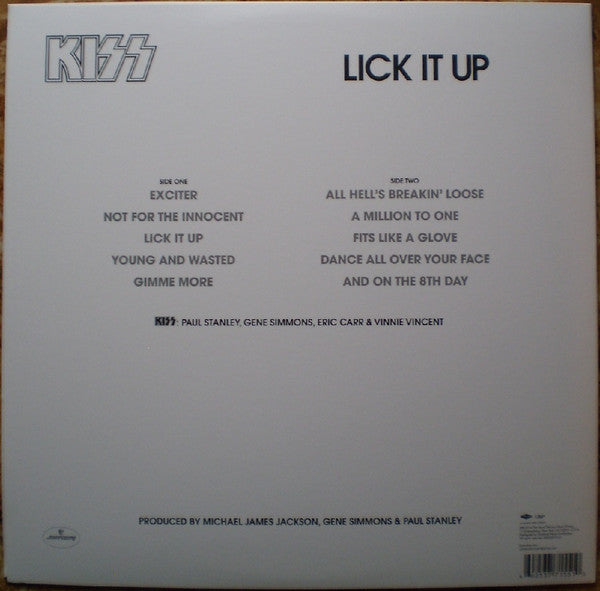 KISS
LICK IT UP
SIDE ONE
EXCITER
NOT FOR THE INNOCENT
LICK IT UP
YOUNG AND WASTED
GIMME MORE
SIDE TWO
ALL HELL'S BREAKIN' LOOSE
A MILLION TO ONE
FITS LIKE A GLOVE
DANCE ALL OVER YOUR FACE
AND ON THE 8TH DAY
KISS: PAUL STANLEY, GENE SIMMONS, ERIC CARR & VINNIE VINCENT
PRODUCED BY MICHAEL JAMES JACKSON, GENE SIMMONS & PAUL STANLEY